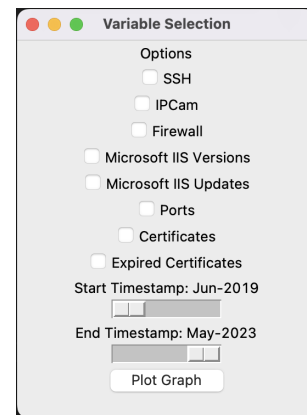 Variable Selection
Options
SSH
IPCam
Firewall
Microsoft IIS Versions
Microsoft IIS Updates
Ports
Certificates
Expired Certificates
Start Timestamp: Jun-2019
End Timestamp: May-2023
Plot Graph